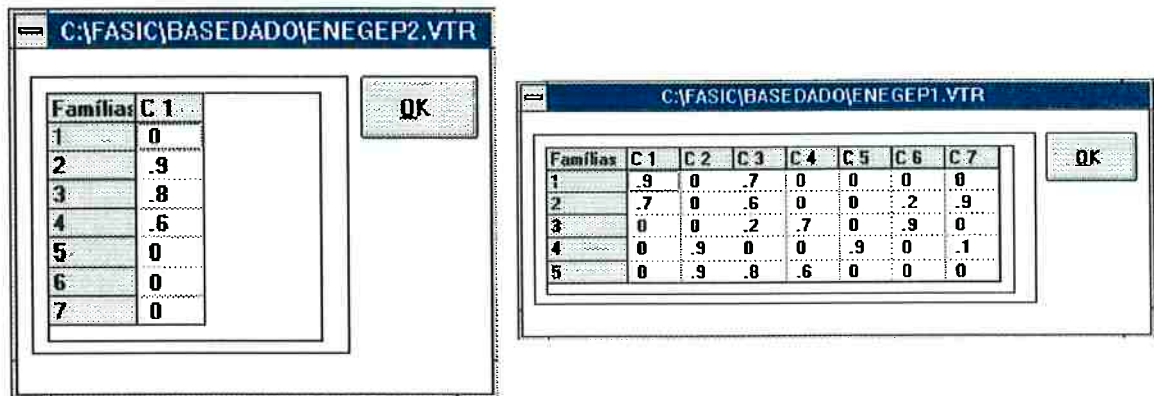 C:\FASIC\BASEDADO\ENEGEP2.VTR
Famílias C 1
1 0
2 .9
3 .8
4 .6
5 0
6 0
7 0
OK
C:\FASIC\BASEDADO\ENEGEP1.VTR
Famílias C 1 C 2 C 3 C 4 C 5 C 6 C 7
1 .9 0 .7 0 0 0 0
2 .7 0 .6 0 0 .2 .9
3 0 0 .2 .7 0 .9 0
4 0 .9 0 0 .9 0 .1
5 0 .9 .8 .6 0 0 0
OK